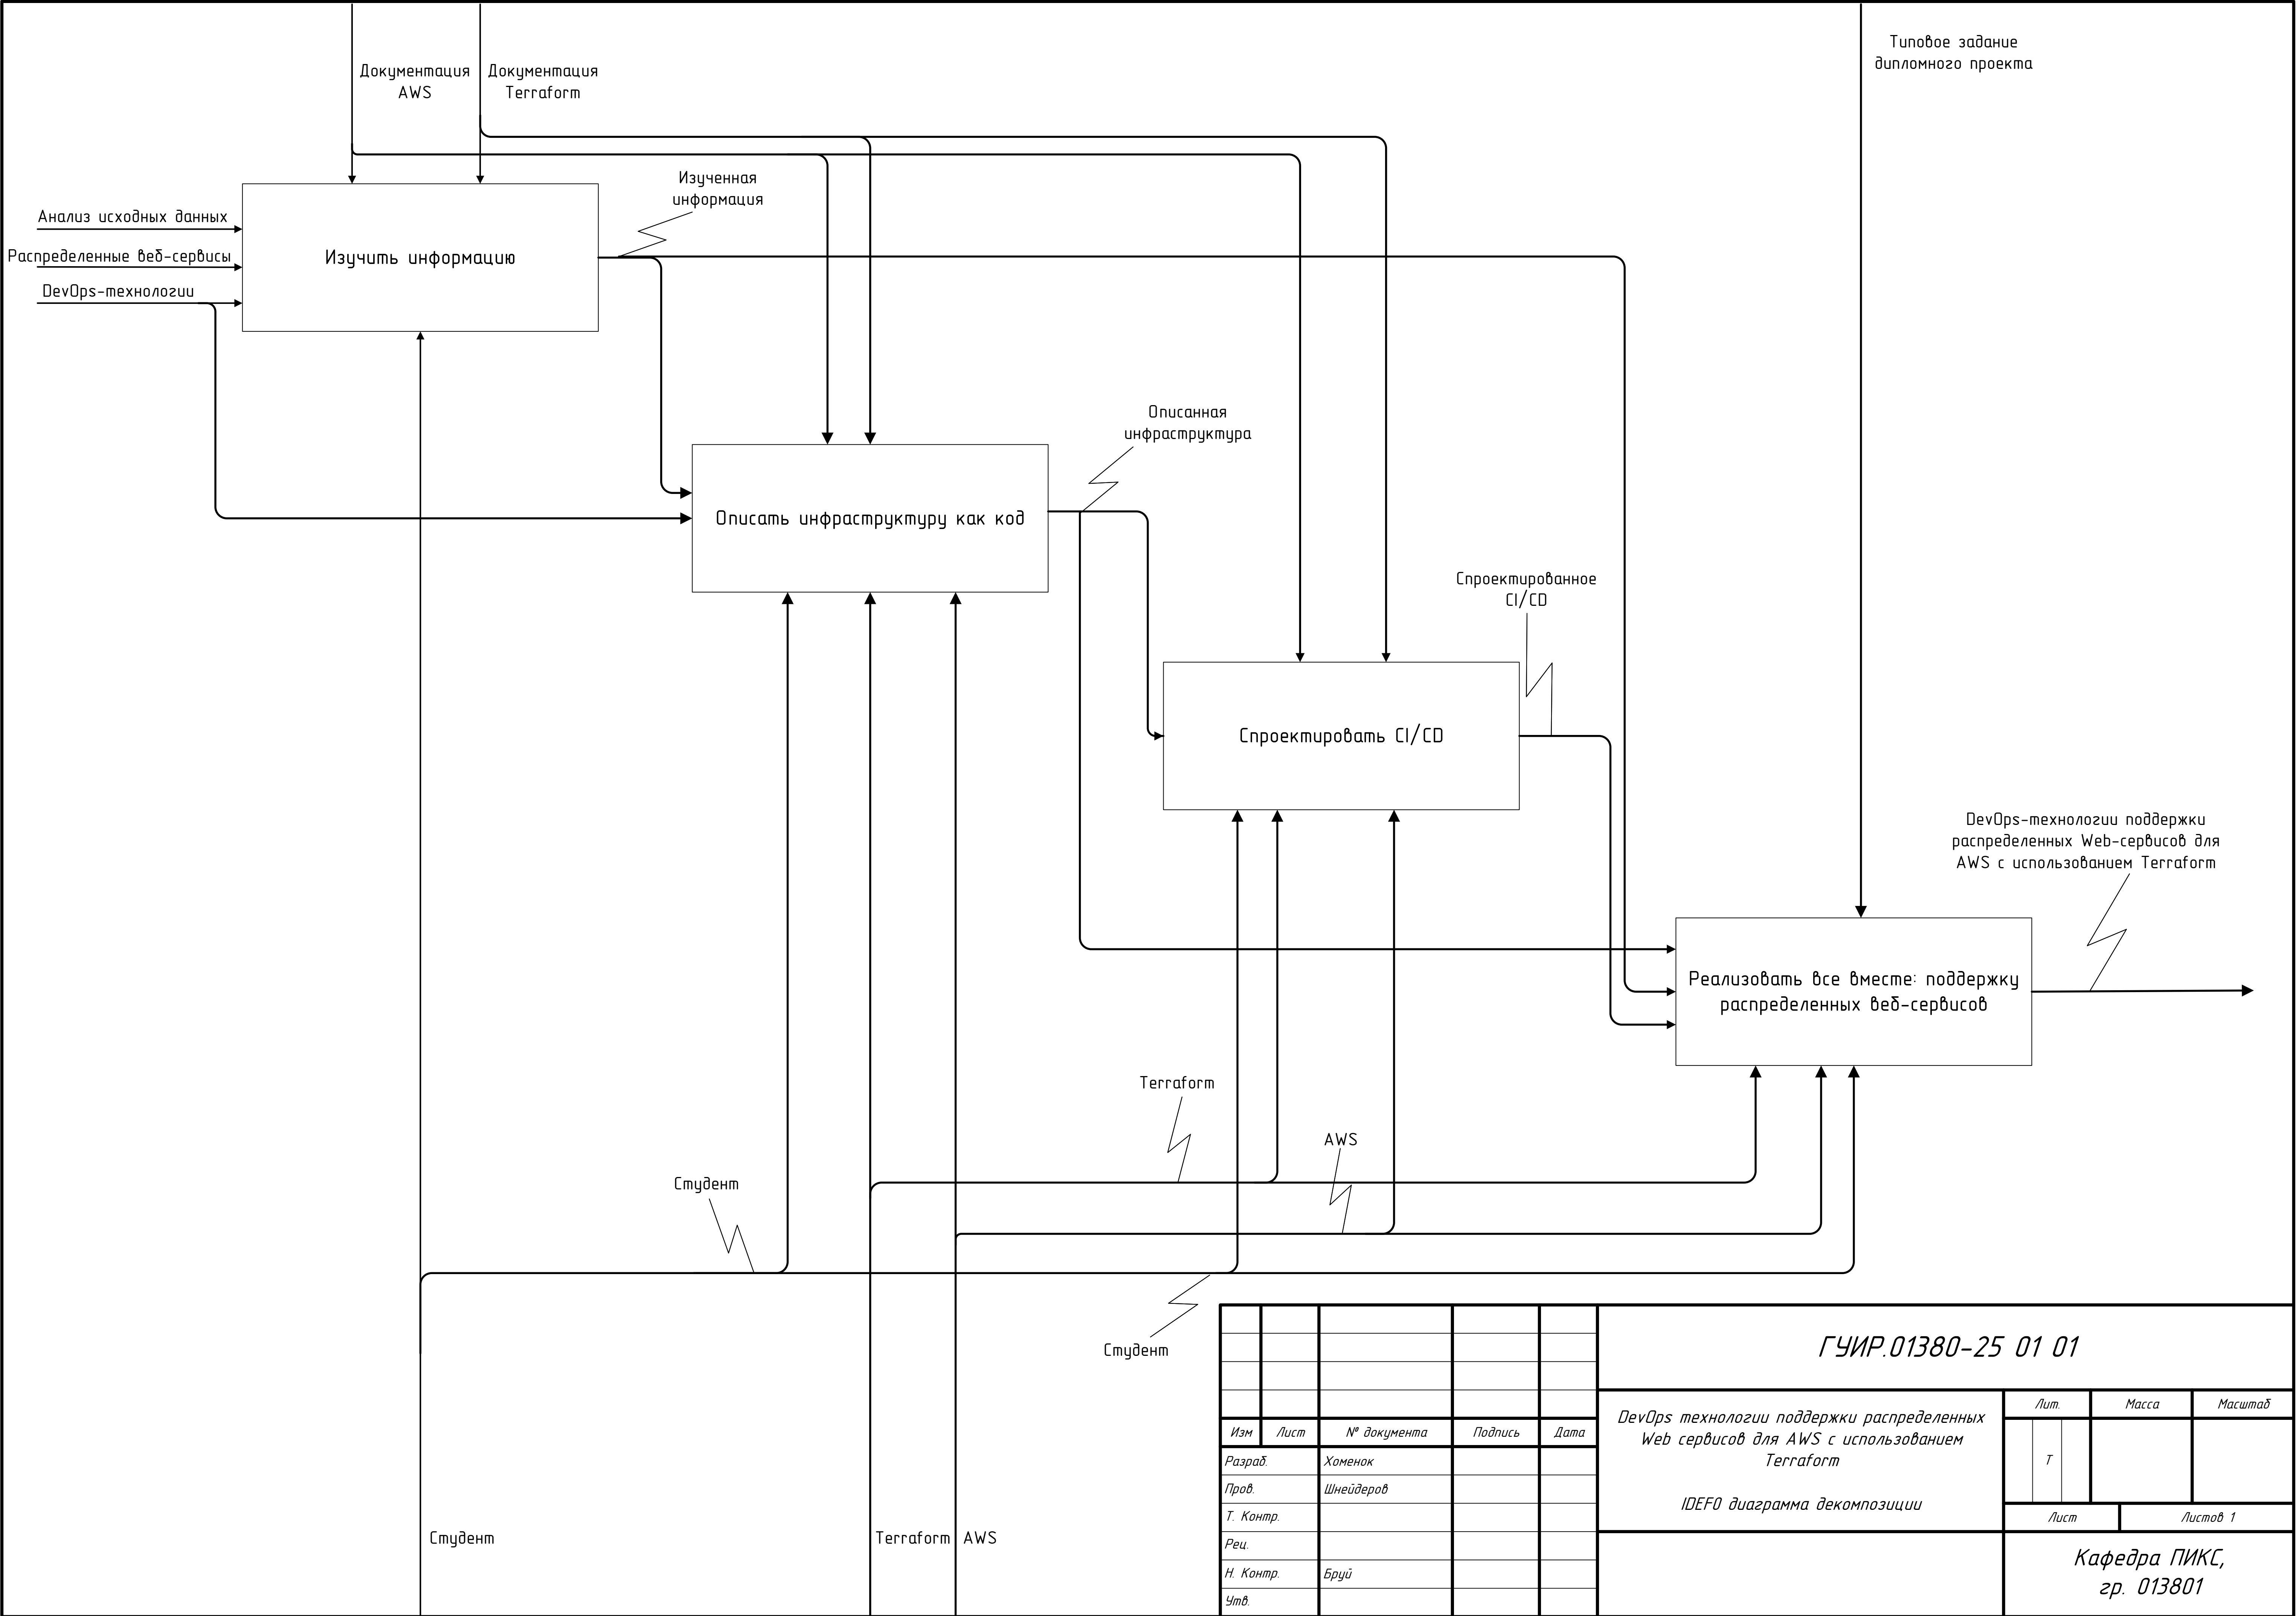 Документация
AWS
Документация
Terraform
Типовое задание
дипломного проекта
Анализ исходных данных
Распределенные веб-сервисы
DevOps-технологии
Изучить информацию
Изученная
информация
Описать инфраструктуру как код
Описанная
инфраструктура
Спроектировать CI/CD
Спроектированное
CI/CD
DevOps-технологии поддержки
распределенных Web-сервисов для
AWS с использованием Terraform
Реализовать все вместе: поддержку
распределенных веб-сервисов
Terraform
AWS
Студент
Студент
Студент
Terraform
AWS
ГУИР.01380-25 01 01
DevOps технологии поддержки распределенных
Web сервисов для AWS с использованием
Terraform
IDEF0 диаграмма декомпозиции
Лит.
Масса
Масштаб
Т
Лист
Листов 1
Кафедра ПИКС,
гр. 013801
Изм
Лист
№ документа
Подпись
Дата
Разраб.
Хоменок
Пров.
Шнейдеров
Т. Контр.
Рец.
Н. Контр.
Бруй
Утв.